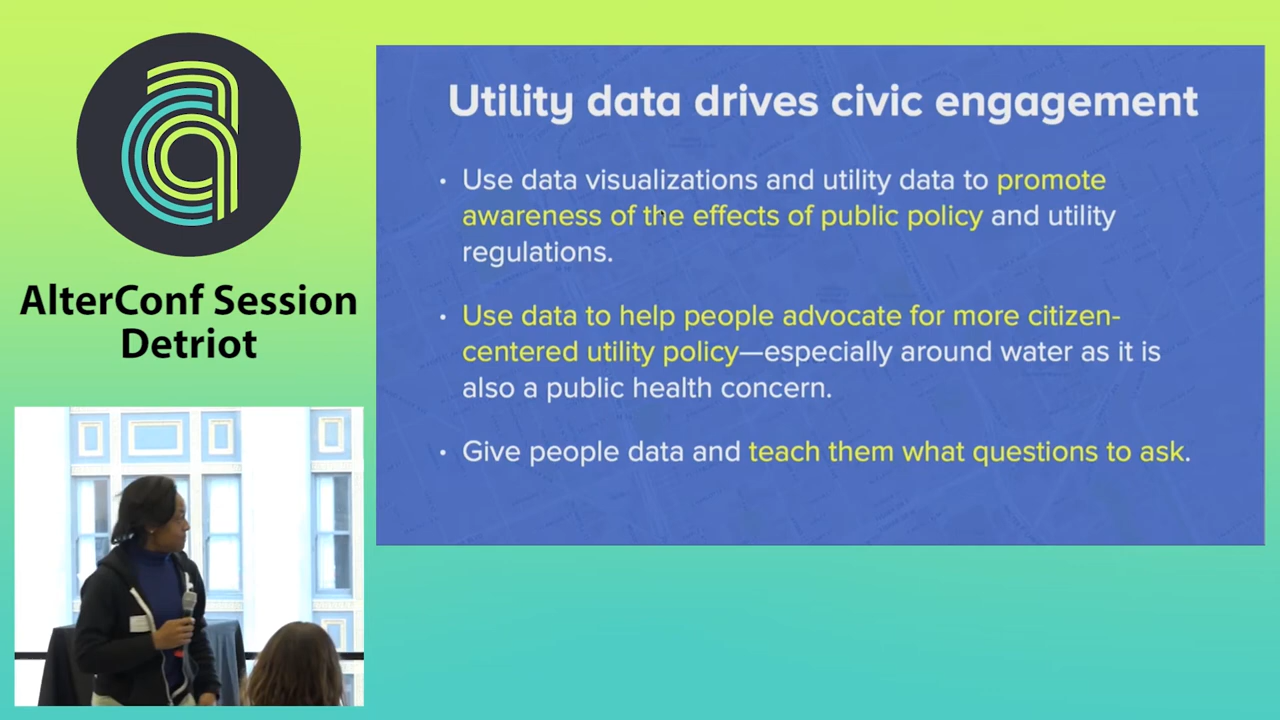 AlterConf Session
Detriot
Utility data drives civic engagement
• Use data visualizations and utility data to promote
awareness of the effects of public policy and utility
regulations.
• Use data to help people advocate for more citizen-
centered utility policy—especially around water as it is
also a public health concern.
• Give people data and teach them what questions to ask.